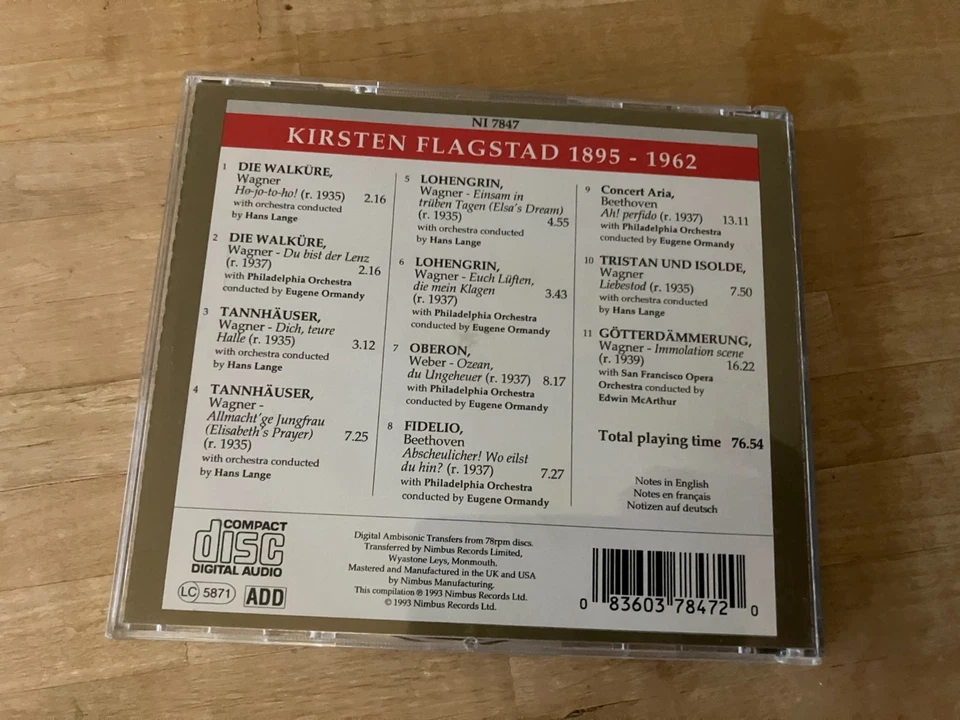 NI 7847
KIRSTEN FLAGSTAD 1895 - 1962
1 DIE WALKÜRE,
Wagner
Ho-jo-to-ho! (r. 1935) 2.16
with orchestra conducted
by Hans Lange
2 DIE WALKÜRE,
Wagner - Du bist der Lenz
(r. 1937) 2.16
with Philadelphia Orchestra
conducted by Eugene Ormandy
3 TANNHÄUSER,
Wagner - Dich, teure
Halle (r. 1935) 3.12
with orchestra conducted
by Hans Lange
4 TANNHÄUSER,
Wagner -
Allmacht'ge Jungfrau
(Elisabeth's Prayer) 7.25
(r. 1935)
with orchestra conducted
by Hans Lange
5 LOHENGRIN,
Wagner - Einsam in
trüben Tagen (Elsa's Dream)
(r. 1935) 4.55
with orchestra conducted
by Hans Lange
6 LOHENGRIN,
Wagner - Euch Lüften,
die mein Klagen 3.43
(r. 1937)
with Philadelphia Orchestra
conducted by Eugene Ormandy
7 OBERON,
Weber - Ozean,
du Ungeheuer (r. 1937) 8.17
with Philadelphia Orchestra
conducted by Eugene Ormandy
8 FIDELIO,
Beethoven
Abscheulicher! Wo eilst
du hin? (r. 1937) 7.27
with Philadelphia Orchestra
conducted by Eugene Ormandy
9 Concert Aria,
Beethoven
Ah! perfido (r. 1937) 13.11
with Philadelphia Orchestra
conducted by Eugene Ormandy
10 TRISTAN UND ISOLDE,
Wagner
Liebestod (r. 1935) 7.50
with orchestra conducted
by Hans Lange
11 GÖTTERDÄMMERUNG,
Wagner - Immolation scene
(r. 1939) 16.22
with San Francisco Opera
Orchestra conducted by
Edwin McArthur
Total playing time 76.54
Notes in English
Notes en français
Notizen auf deutsch
COMPACT
disc
DIGITAL AUDIO
LC 5871 ADD
Digital Ambisonic Transfers from 78rpm discs.
Transferred by Nimbus Records Limited,
Wyastone Leys, Monmouth.
Mastered and Manufactured in the UK and USA
by Nimbus Manufacturing.
This compilation ℗ 1993 Nimbus Records Ltd.
© 1993 Nimbus Records Ltd.
0 83603 78472 0